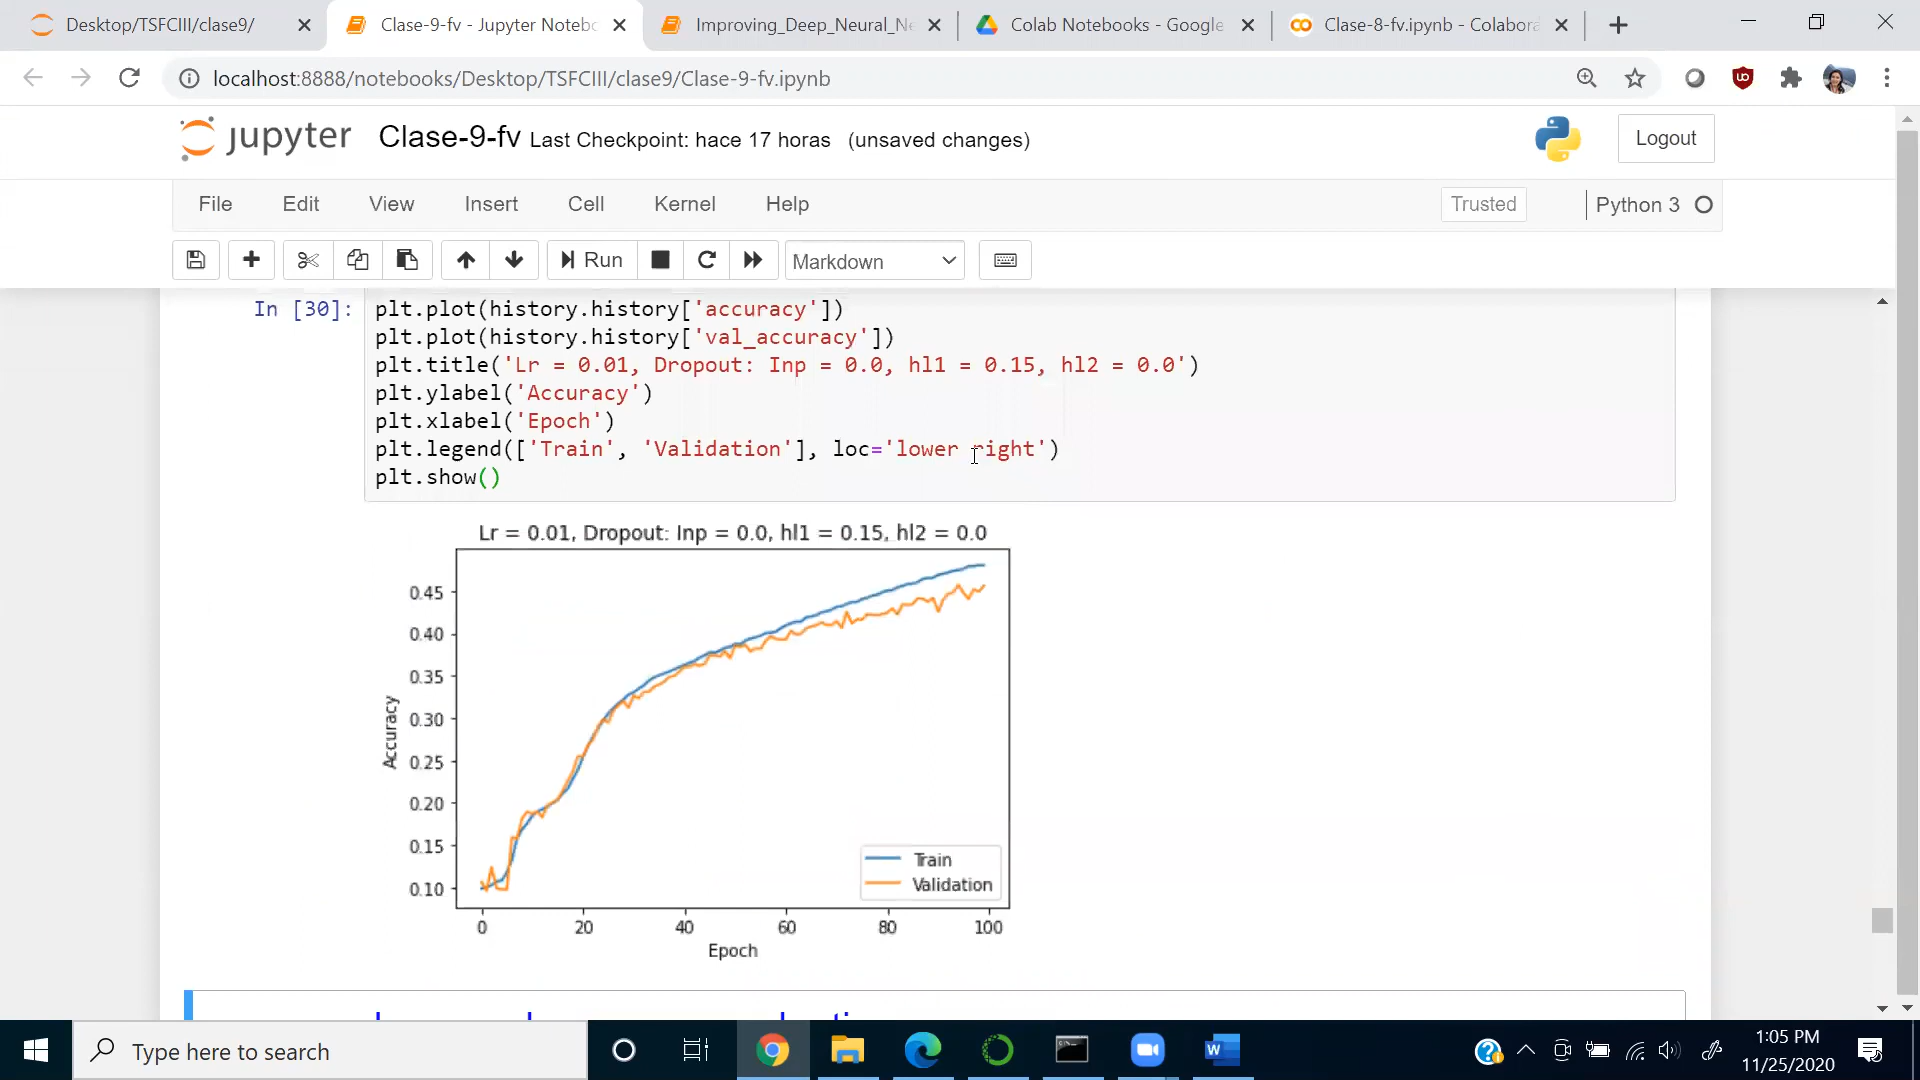 Desktop/TSFCIII/clase9/
Clase-9-fv - Jupyter Notebo
Improving_Deep_Neural_Ne
Colab Notebooks - Google
Clase-8-fv.ipynb - Colabora
localhost:8888/notebooks/Desktop/TSFCIII/clase9/Clase-9-fv.ipynb
jupyter Clase-9-fv Last Checkpoint: hace 17 horas (unsaved changes)
Logout
File Edit View Insert Cell Kernel Help
Trusted
Python 3
Run
Markdown
In [30]:
plt.plot(history.history['accuracy'])
plt.plot(history.history['val_accuracy'])
plt.title('Lr = 0.01, Dropout: Inp = 0.0, hl1 = 0.15, hl2 = 0.0')
plt.ylabel('Accuracy')
plt.xlabel('Epoch')
plt.legend(['Train', 'Validation'], loc='lower right')
plt.show()
Lr = 0.01, Dropout: Inp = 0.0, hl1 = 0.15, hl2 = 0.0
0.45
0.40
0.35
0.30
0.25
0.20
0.15
0.10
Accuracy
Train
Validation
0 20 40 60 80 100
Epoch
Type here to search
1:05 PM
11/25/2020